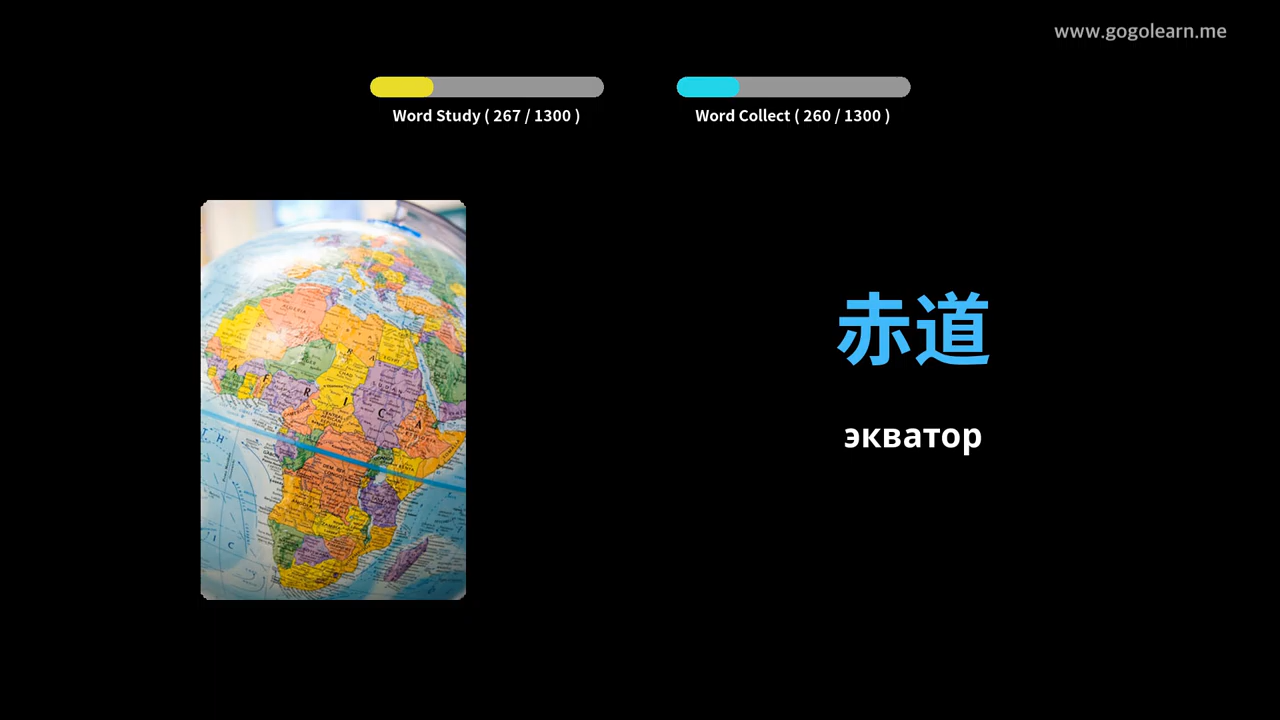 www.gogolearn.me
Word Study ( 267 / 1300 )
Word Collect ( 260 / 1300 )
赤道
экватор
A F R I C A